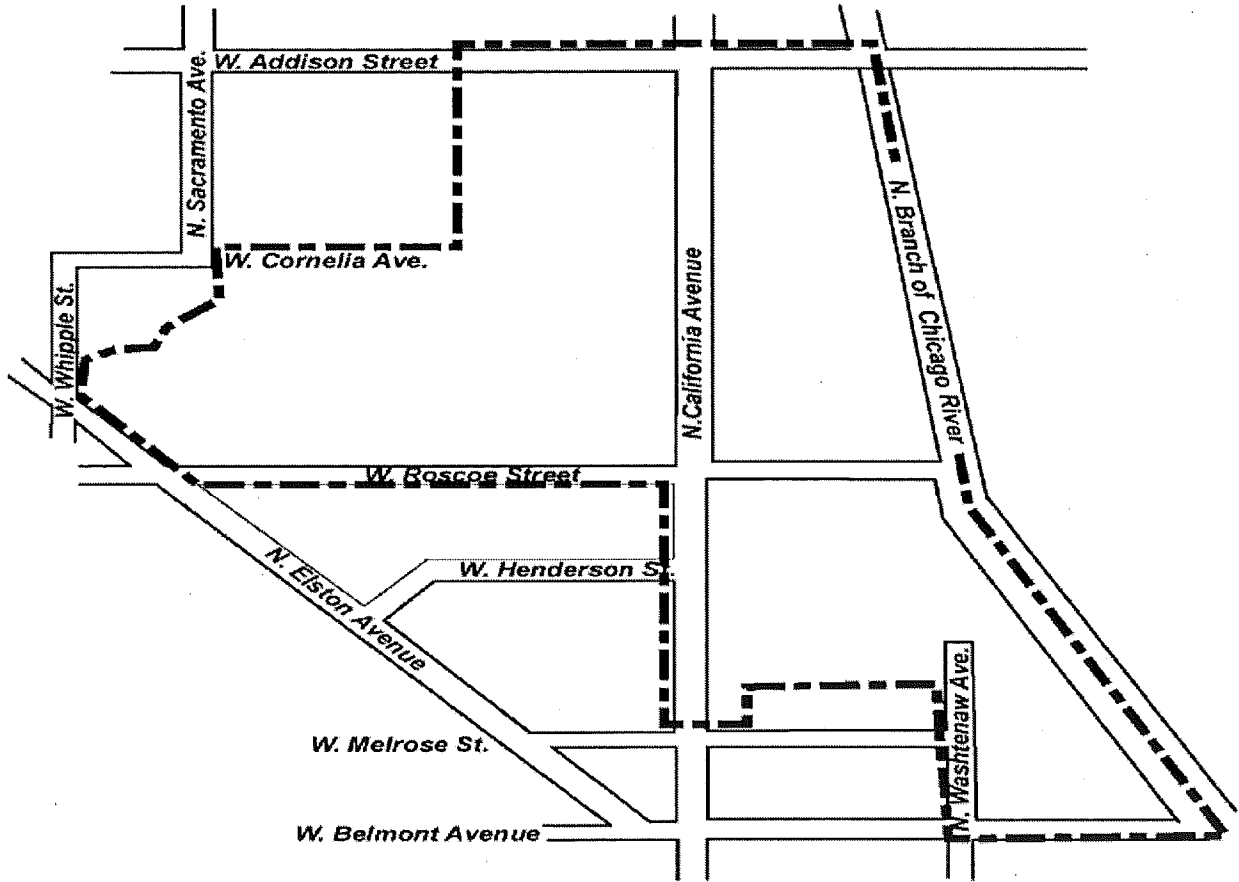 W. Addison Street
N. Sacramento Ave.
W. Cornelia Ave.
W. Whipple St.
N.California Avenue
N. Branch of Chicago River
W. Roscoe Street
N. Elston Avenue
W. Henderson St.
N. Washtenaw Ave.
W. Melrose St.
W. Belmont Avenue